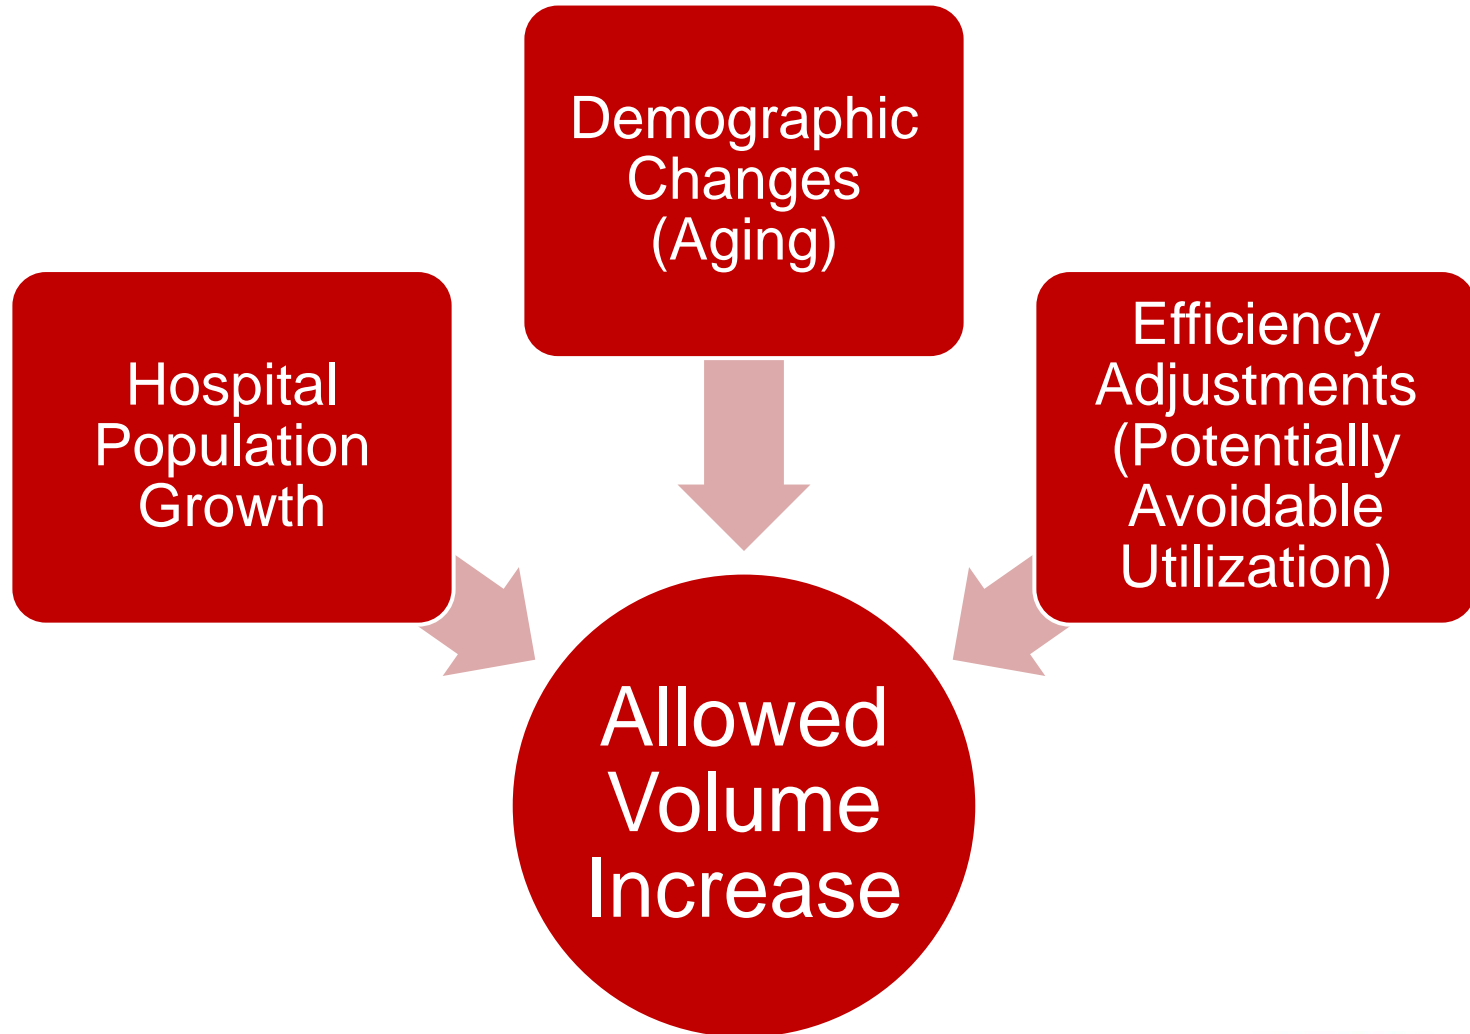 Demographic
Changes
(Aging)
Hospital
Population
Growth
Efficiency
Adjustments
(Potentially
Avoidable
Utilization)
Allowed
Volume
Increase